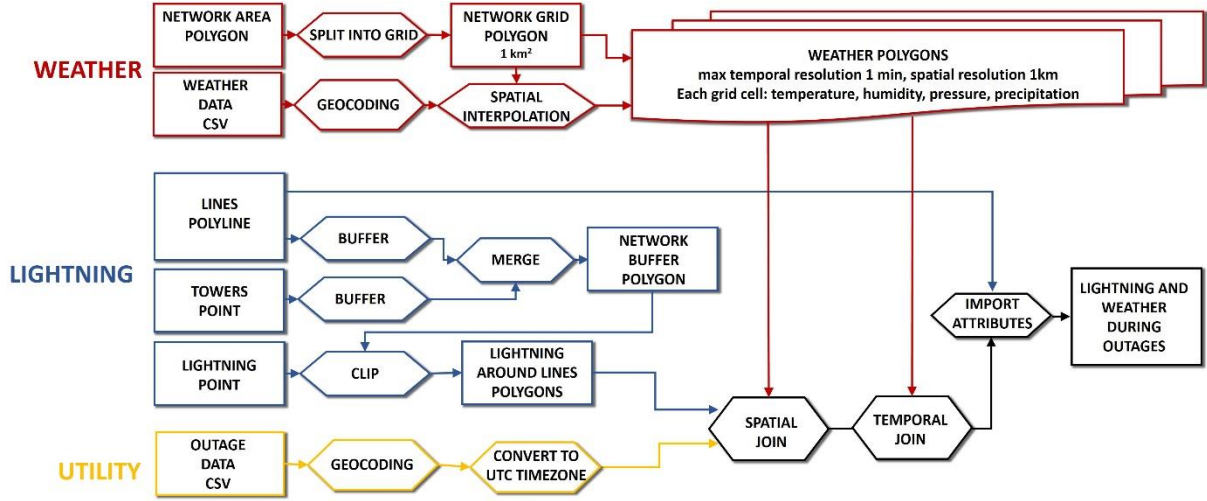 WEATHER
NETWORK AREA
POLYGON
SPLIT INTO GRID
NETWORK GRID
POLYGON
1 km²
WEATHER POLYGONS
max temporal resolution 1 min, spatial resolution 1km
Each grid cell: temperature, humidity, pressure, precipitation
WEATHER
DATA
CSV
GEOCODING
SPATIAL
INTERPOLATION
LIGHTNING
LINES
POLYLINE
BUFFER
MERGE
NETWORK
BUFFER
POLYGON
TOWERS
POINT
BUFFER
IMPORT
ATTRIBUTES
LIGHTNING AND
WEATHER
DURING
OUTAGES
LIGHTNING
POINT
CLIP
LIGHTNING
AROUND LINES
POLYGONS
SPATIAL
JOIN
TEMPORAL
JOIN
UTILITY
OUTAGE
DATA
CSV
GEOCODING
CONVERT TO
UTC TIMEZONE